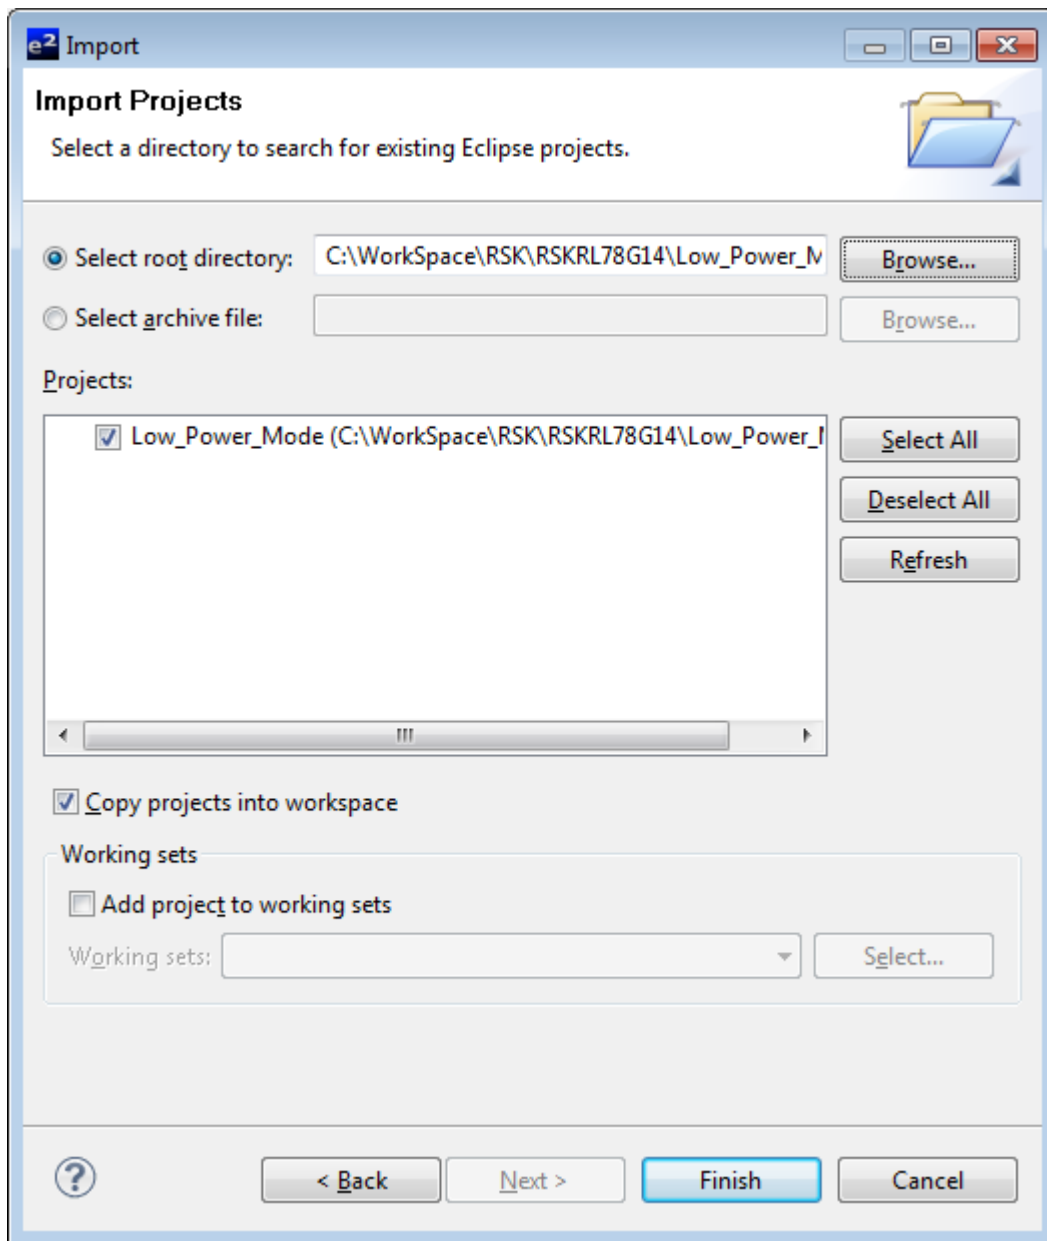 e² Import
Import Projects
Select a directory to search for existing Eclipse projects.
Select root directory: C:\WorkSpace\RSK\RSKRL78G14\Low_Power_M Browse...
Select archive file: Browse...
Projects:
Low_Power_Mode (C:\WorkSpace\RSK\RSKRL78G14\Low_Power_M Select All
Deselect All
Refresh
Copy projects into workspace
Working sets
Add project to working sets
Working sets: Select...
? < Back Next > Finish Cancel